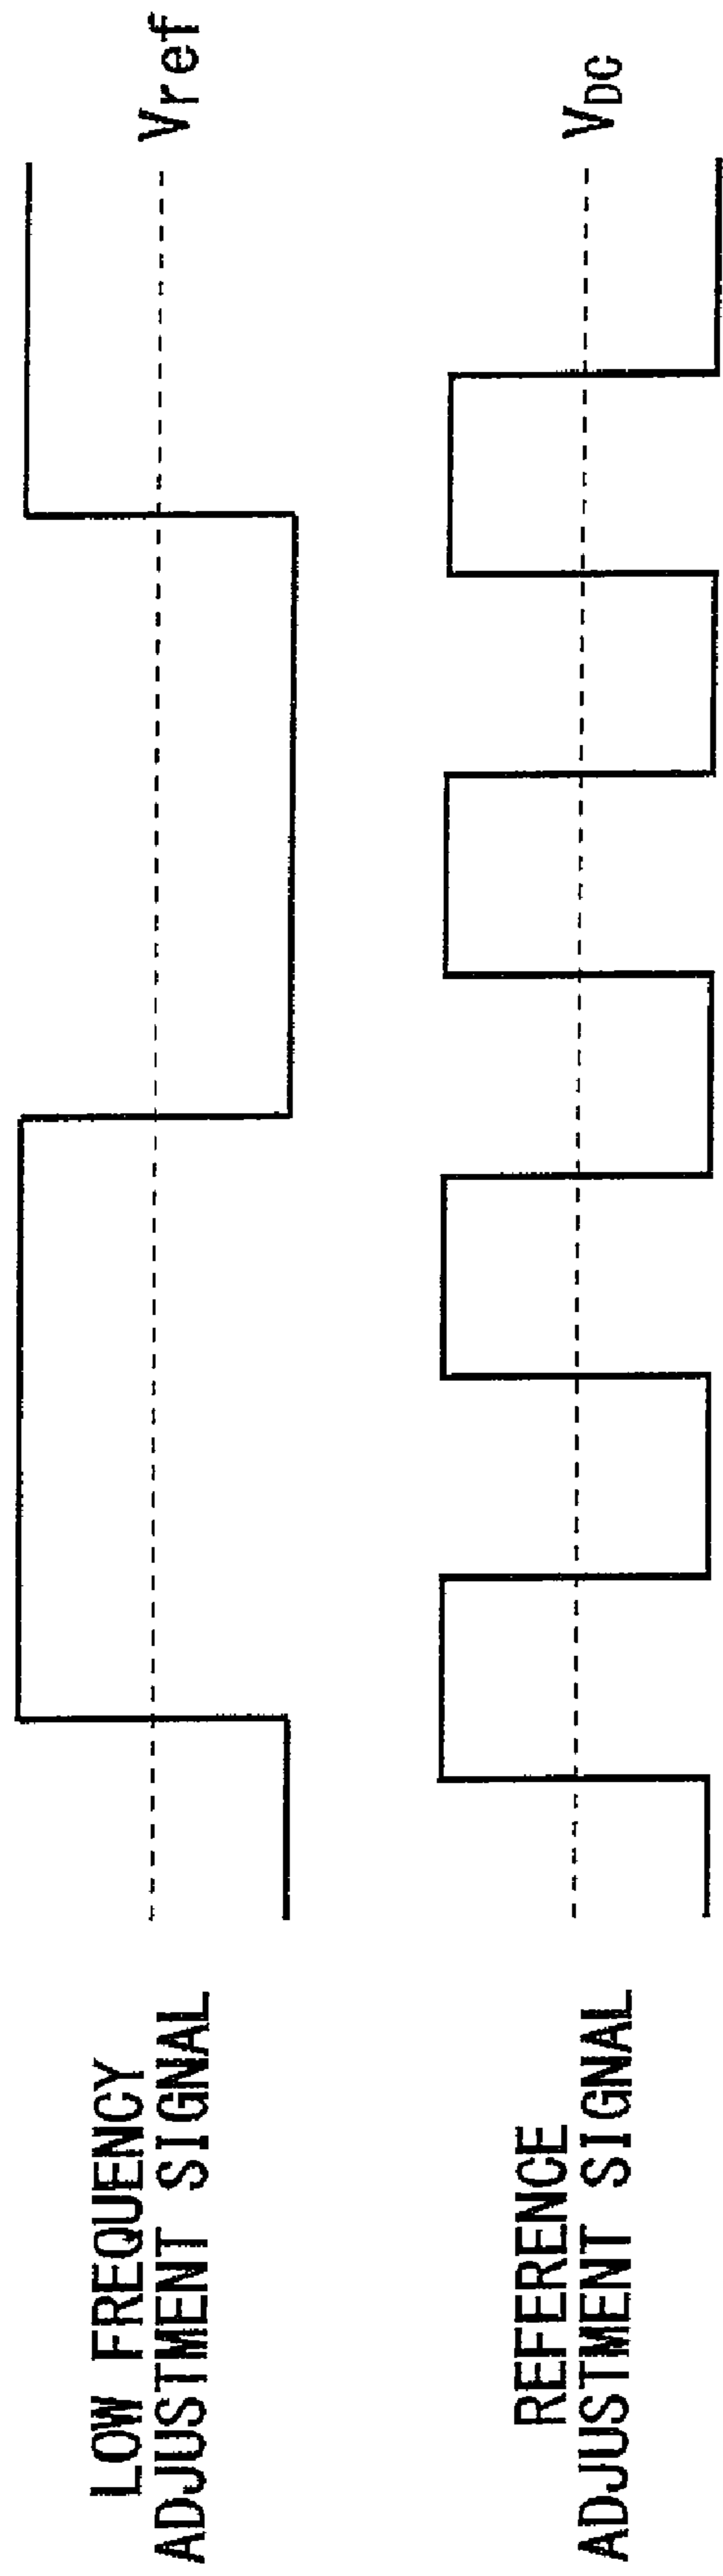 LOW FREQUENCY
ADJUSTMENT SIGNAL
Vref
REFERENCE
ADJUSTMENT SIGNAL
VDC